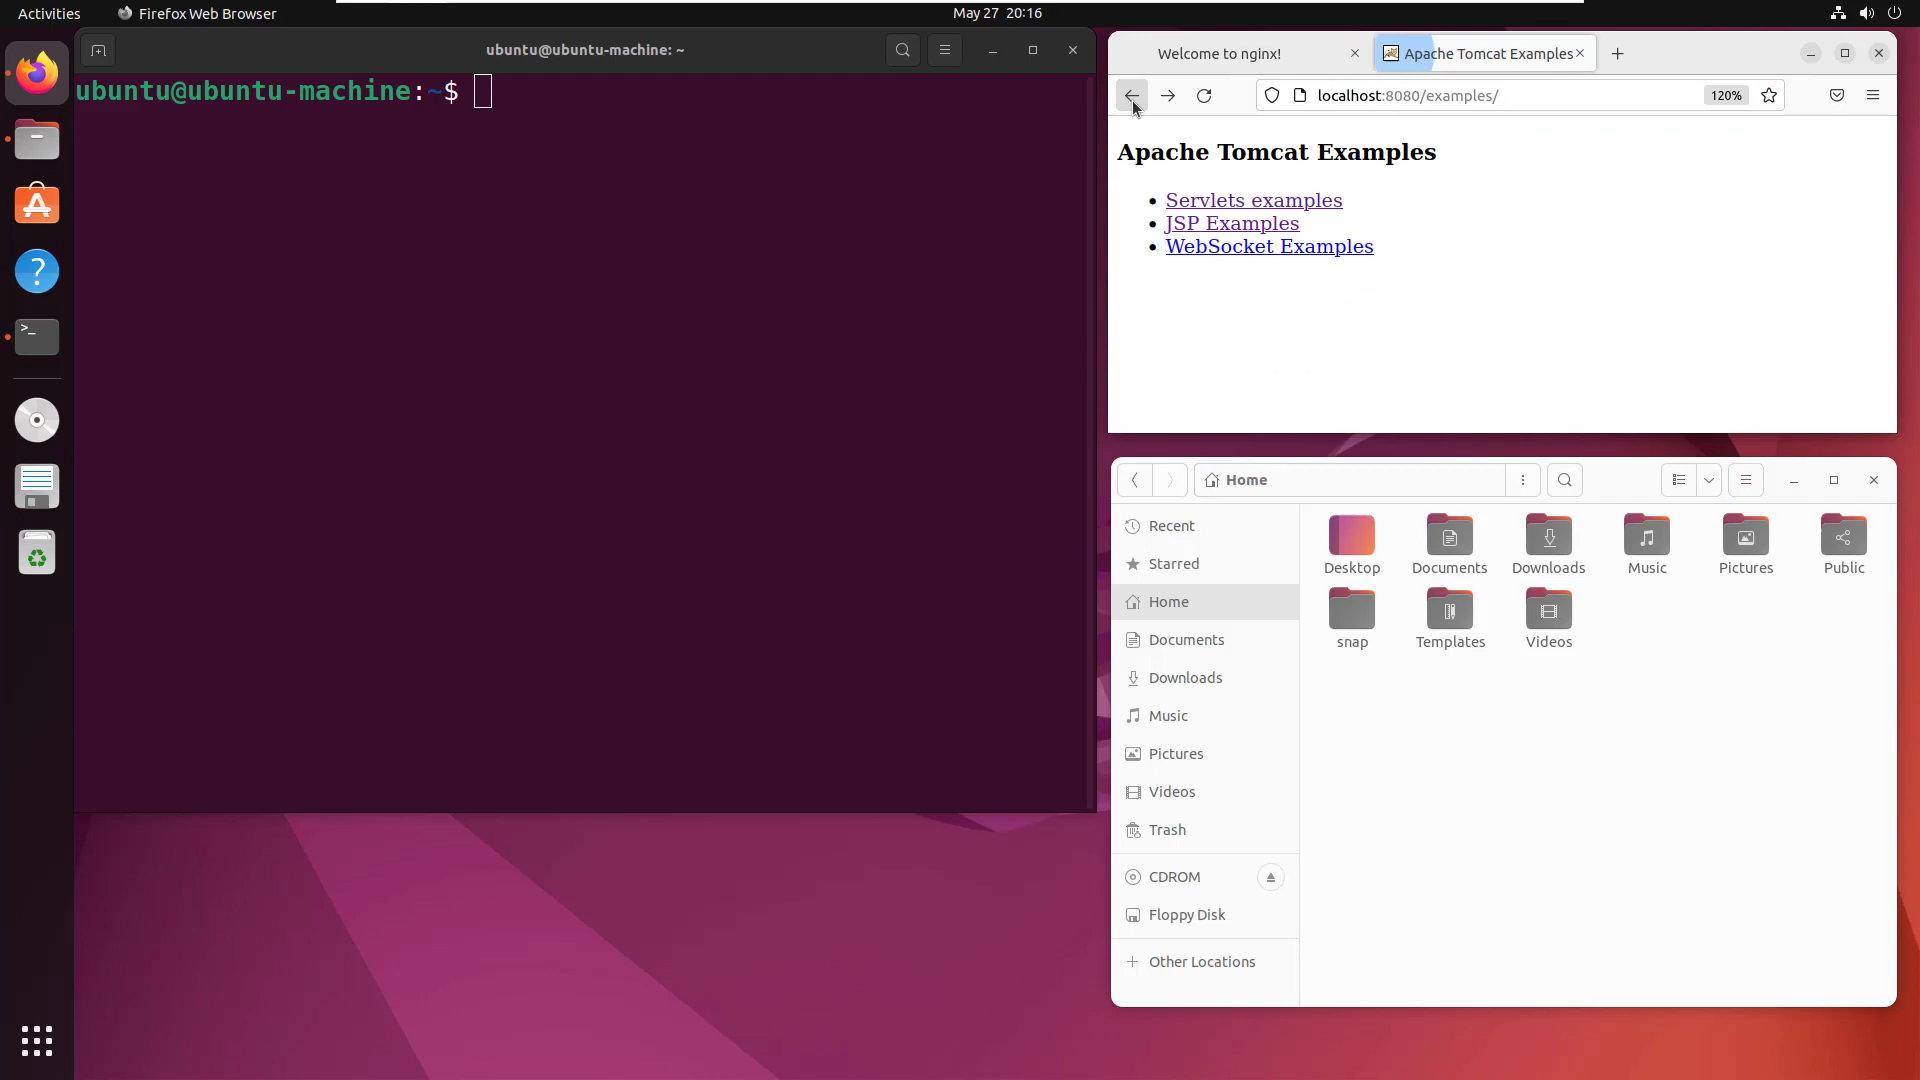 Activities
Firefox Web Browser
May 27 20:16
ubuntu@ubuntu-machine: ~
ubuntu@ubuntu-machine:~$
Welcome to nginx!
Apache Tomcat Examples
localhost:8080/examples/
120%
Apache Tomcat Examples
Servlets examples
JSP Examples
WebSocket Examples
Home
Recent
Starred
Home
Documents
Downloads
Music
Pictures
Videos
Trash
CDROM
Floppy Disk
+ Other Locations
Desktop
Documents
Downloads
Music
Pictures
Public
snap
Templates
Videos